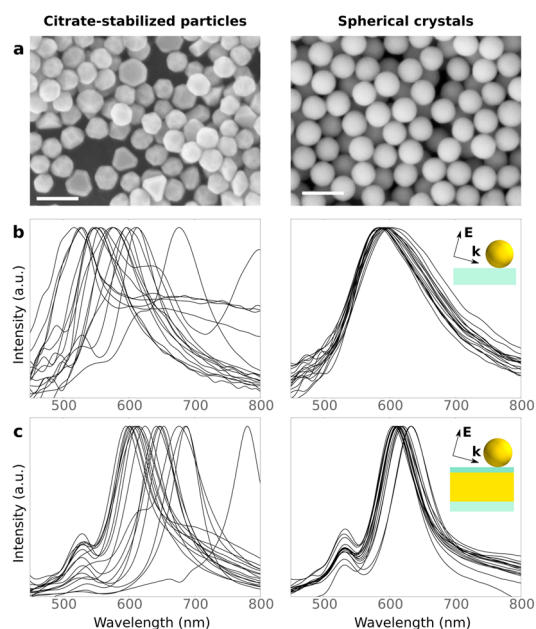 Citrate-stabilized particles
Spherical crystals
a
b
Intensity (a.u.)
500 600 700 800
E
k
500 600 700 800
c
Intensity (a.u.)
500 600 700 800
Wavelength (nm)
E
k
500 600 700 800
Wavelength (nm)